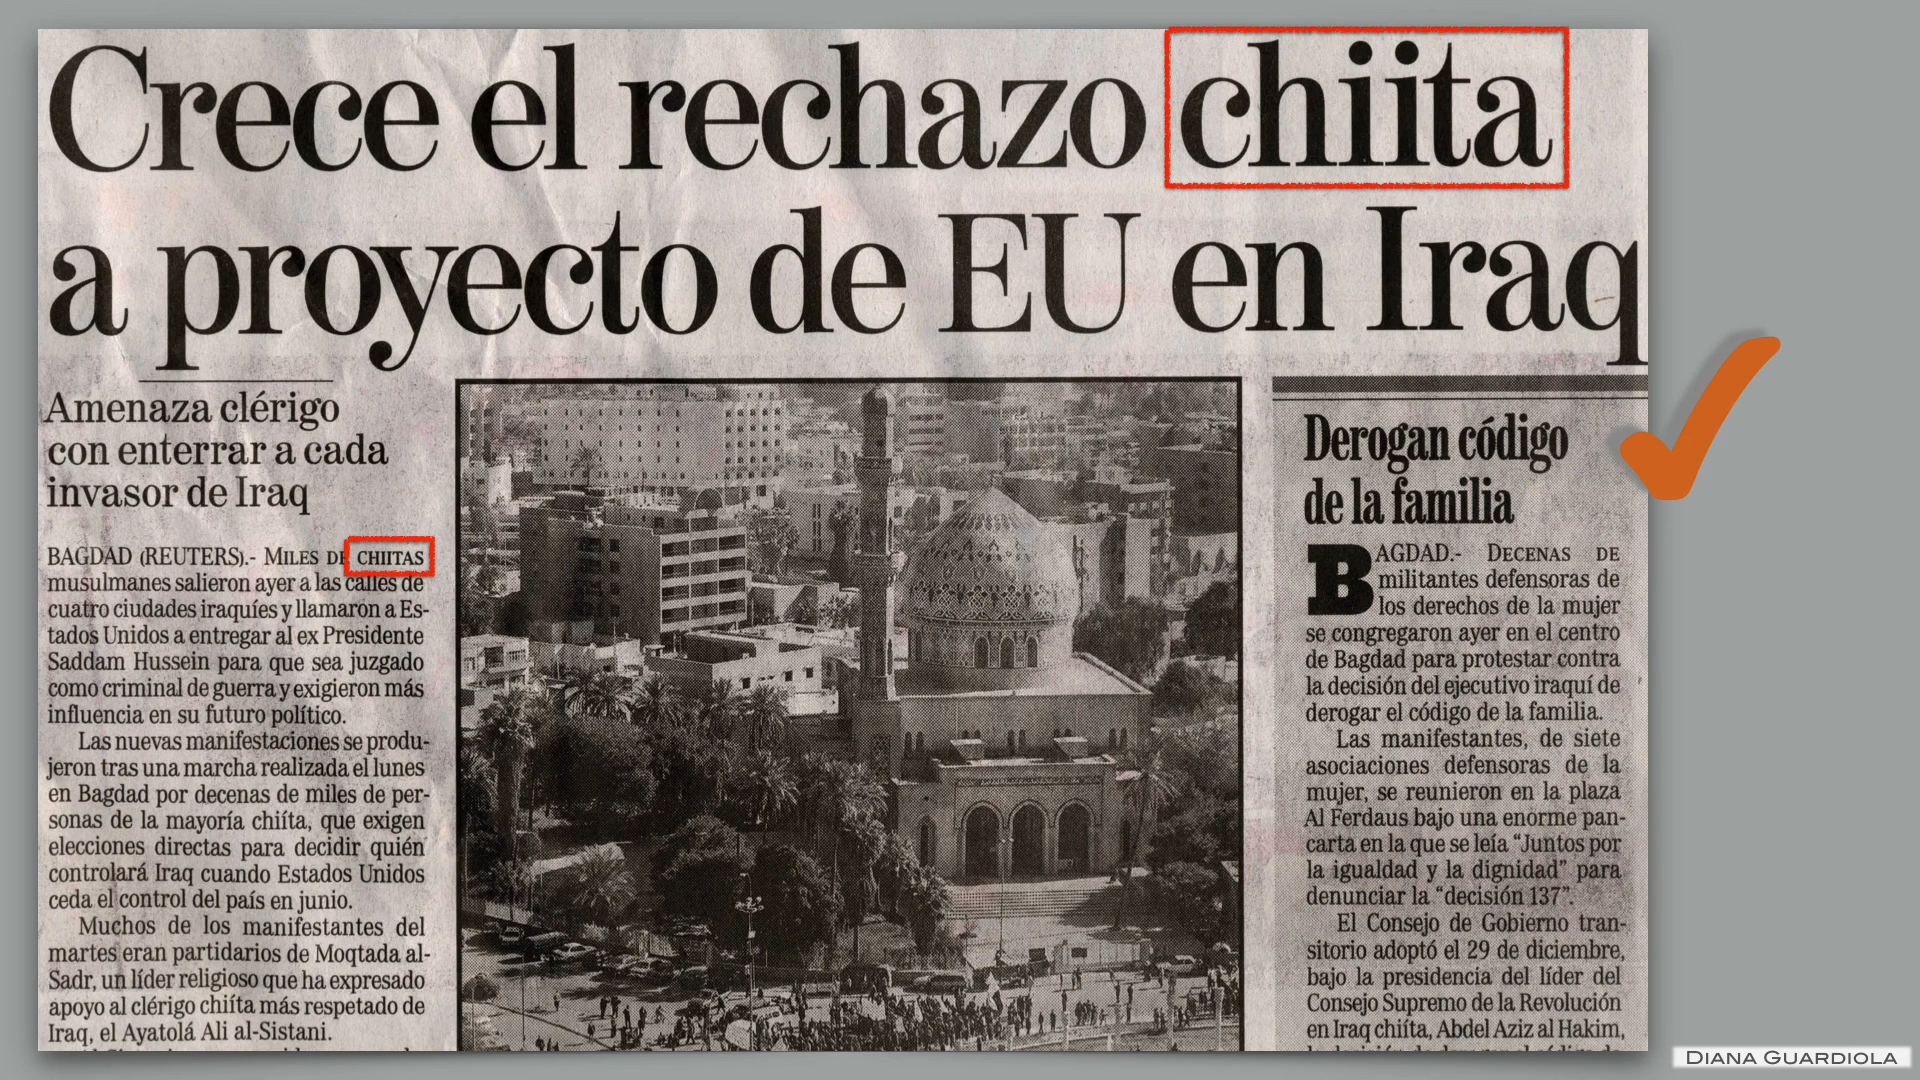 Crece el rechazo chiita
a proyecto de EU en Iraq
Amenaza clérigo
con enterrar a cada
invasor de Iraq
BAGDAD (REUTERS).- MILES DE CHIITAS
musulmanes salieron ayer a las calles de
cuatro ciudades iraquíes y llamaron a Es-
tados Unidos a entregar al ex Presidente
Saddam Hussein para que sea juzgado
como criminal de guerra y exigieron más
influencia en su futuro político.
Las nuevas manifestaciones se produ-
jeron tras una marcha realizada el lunes
en Bagdad por decenas de miles de per-
sonas de la mayoría chiíta, que exigen
elecciones directas para decidir quién
controlará Iraq cuando Estados Unidos
ceda el control del país en junio.
Muchos de los manifestantes del
martes eran partidarios de Moqtada al-
Sadr, un líder religioso que ha expresado
apoyo al clérigo chiíta más respetado de
Iraq, el Ayatolá Ali al-Sistani.
Derogan código
de la familia
BAGDAD.- DECENAS DE
militantes defensoras de
los derechos de la mujer
se congregaron ayer en el centro
de Bagdad para protestar contra
la decisión del ejecutivo iraquí de
derogar el código de la familia.
Las manifestantes, de siete
asociaciones defensoras de la
mujer, se reunieron en la plaza
Al Ferdaus bajo una enorme pan-
carta en la que se leía “Juntos por
la igualdad y la dignidad” para
denunciar la “decisión 137”.
El Consejo de Gobierno tran-
sitorio adoptó el 29 de diciembre,
bajo la presidencia del líder del
Consejo Supremo de la Revolución
en Iraq chiíta, Abdel Aziz al Hakim,
DIANA GUARDIOLA